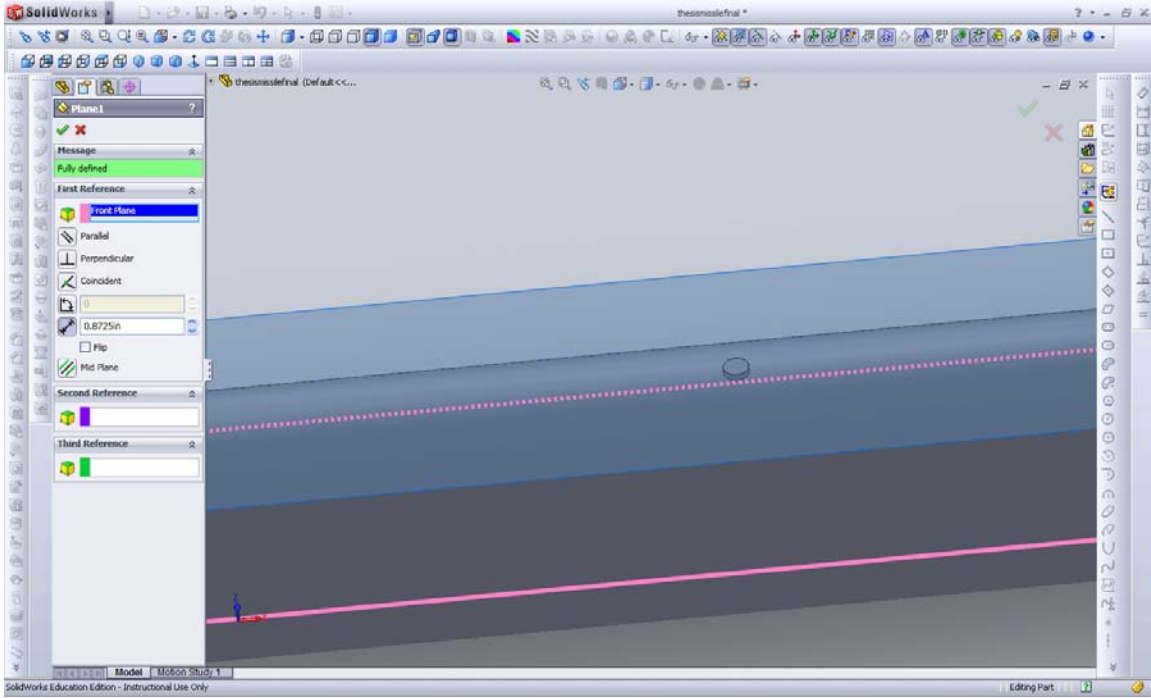 SolidWorks
thesismisslefinal *
thesismisslefinal (Default<<...
Plane1
?
Message
Fully defined
First Reference
Front Plane
Parallel
Perpendicular
Coincident
0
0.8725in
Flip
Mid Plane
Second Reference
Third Reference
Model
Motion Study 1
SolidWorks Education Edition - Instructional Use Only
Editing Part